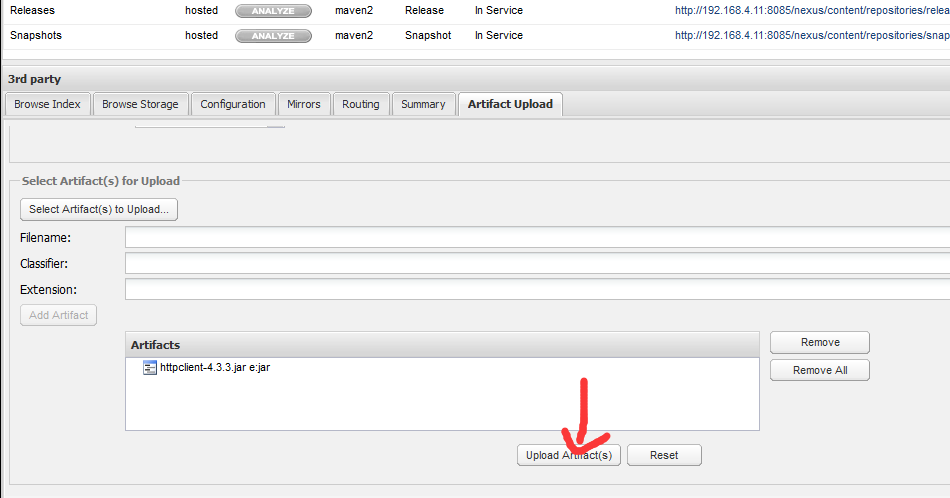 Releases hosted ANALYZE maven2 Release In Service http://192.168.4.11:8085/nexus/content/repositories/relea
Snapshots hosted ANALYZE maven2 Snapshot In Service http://192.168.4.11:8085/nexus/content/repositories/snap
3rd party
Browse Index Browse Storage Configuration Mirrors Routing Summary Artifact Upload
Select Artifact(s) for Upload
Select Artifact(s) to Upload...
Filename:
Classifier:
Extension:
Add Artifact
Artifacts Remove
httpclient-4.3.3.jar e:jar Remove All
Upload Artifact(s) Reset